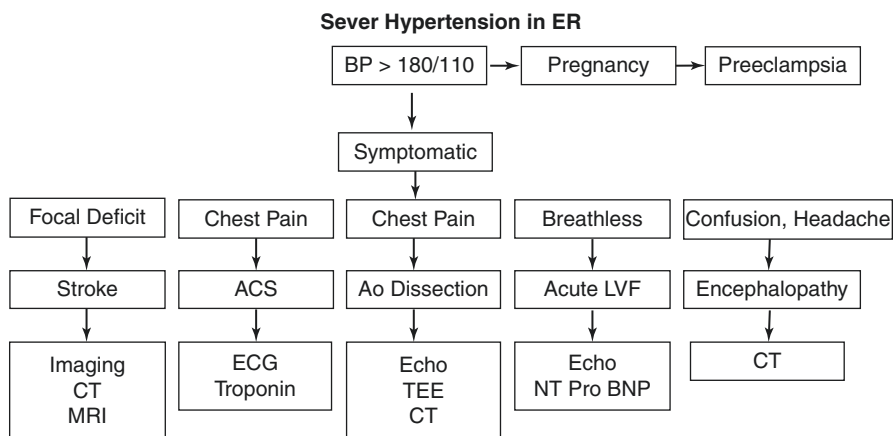 Sever Hypertension in ER
BP > 180/110
Pregnancy
Preeclampsia
Symptomatic
Focal Deficit
Chest Pain
Chest Pain
Breathless
Confusion, Headache
Stroke
ACS
Ao Dissection
Acute LVF
Encephalopathy
Imaging
CT
MRI
ECG
Troponin
Echo
TEE
CT
Echo
NT Pro BNP
CT